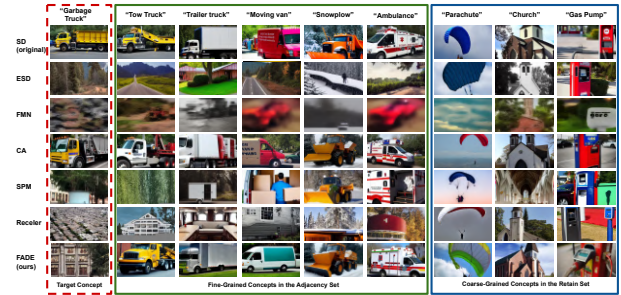 "Garbage Truck" "Tow Truck" "Trailer truck" "Moving van" "Snowplow" "Ambulance" "Parachute" "Church" "Gas Pump"
SD (original)
ESD
FMN
CA
SPM
Receler
FADE (ours)
Target Concept Fine-Grained Concepts in the Adjacency Set Coarse-Grained Concepts in the Retain Set